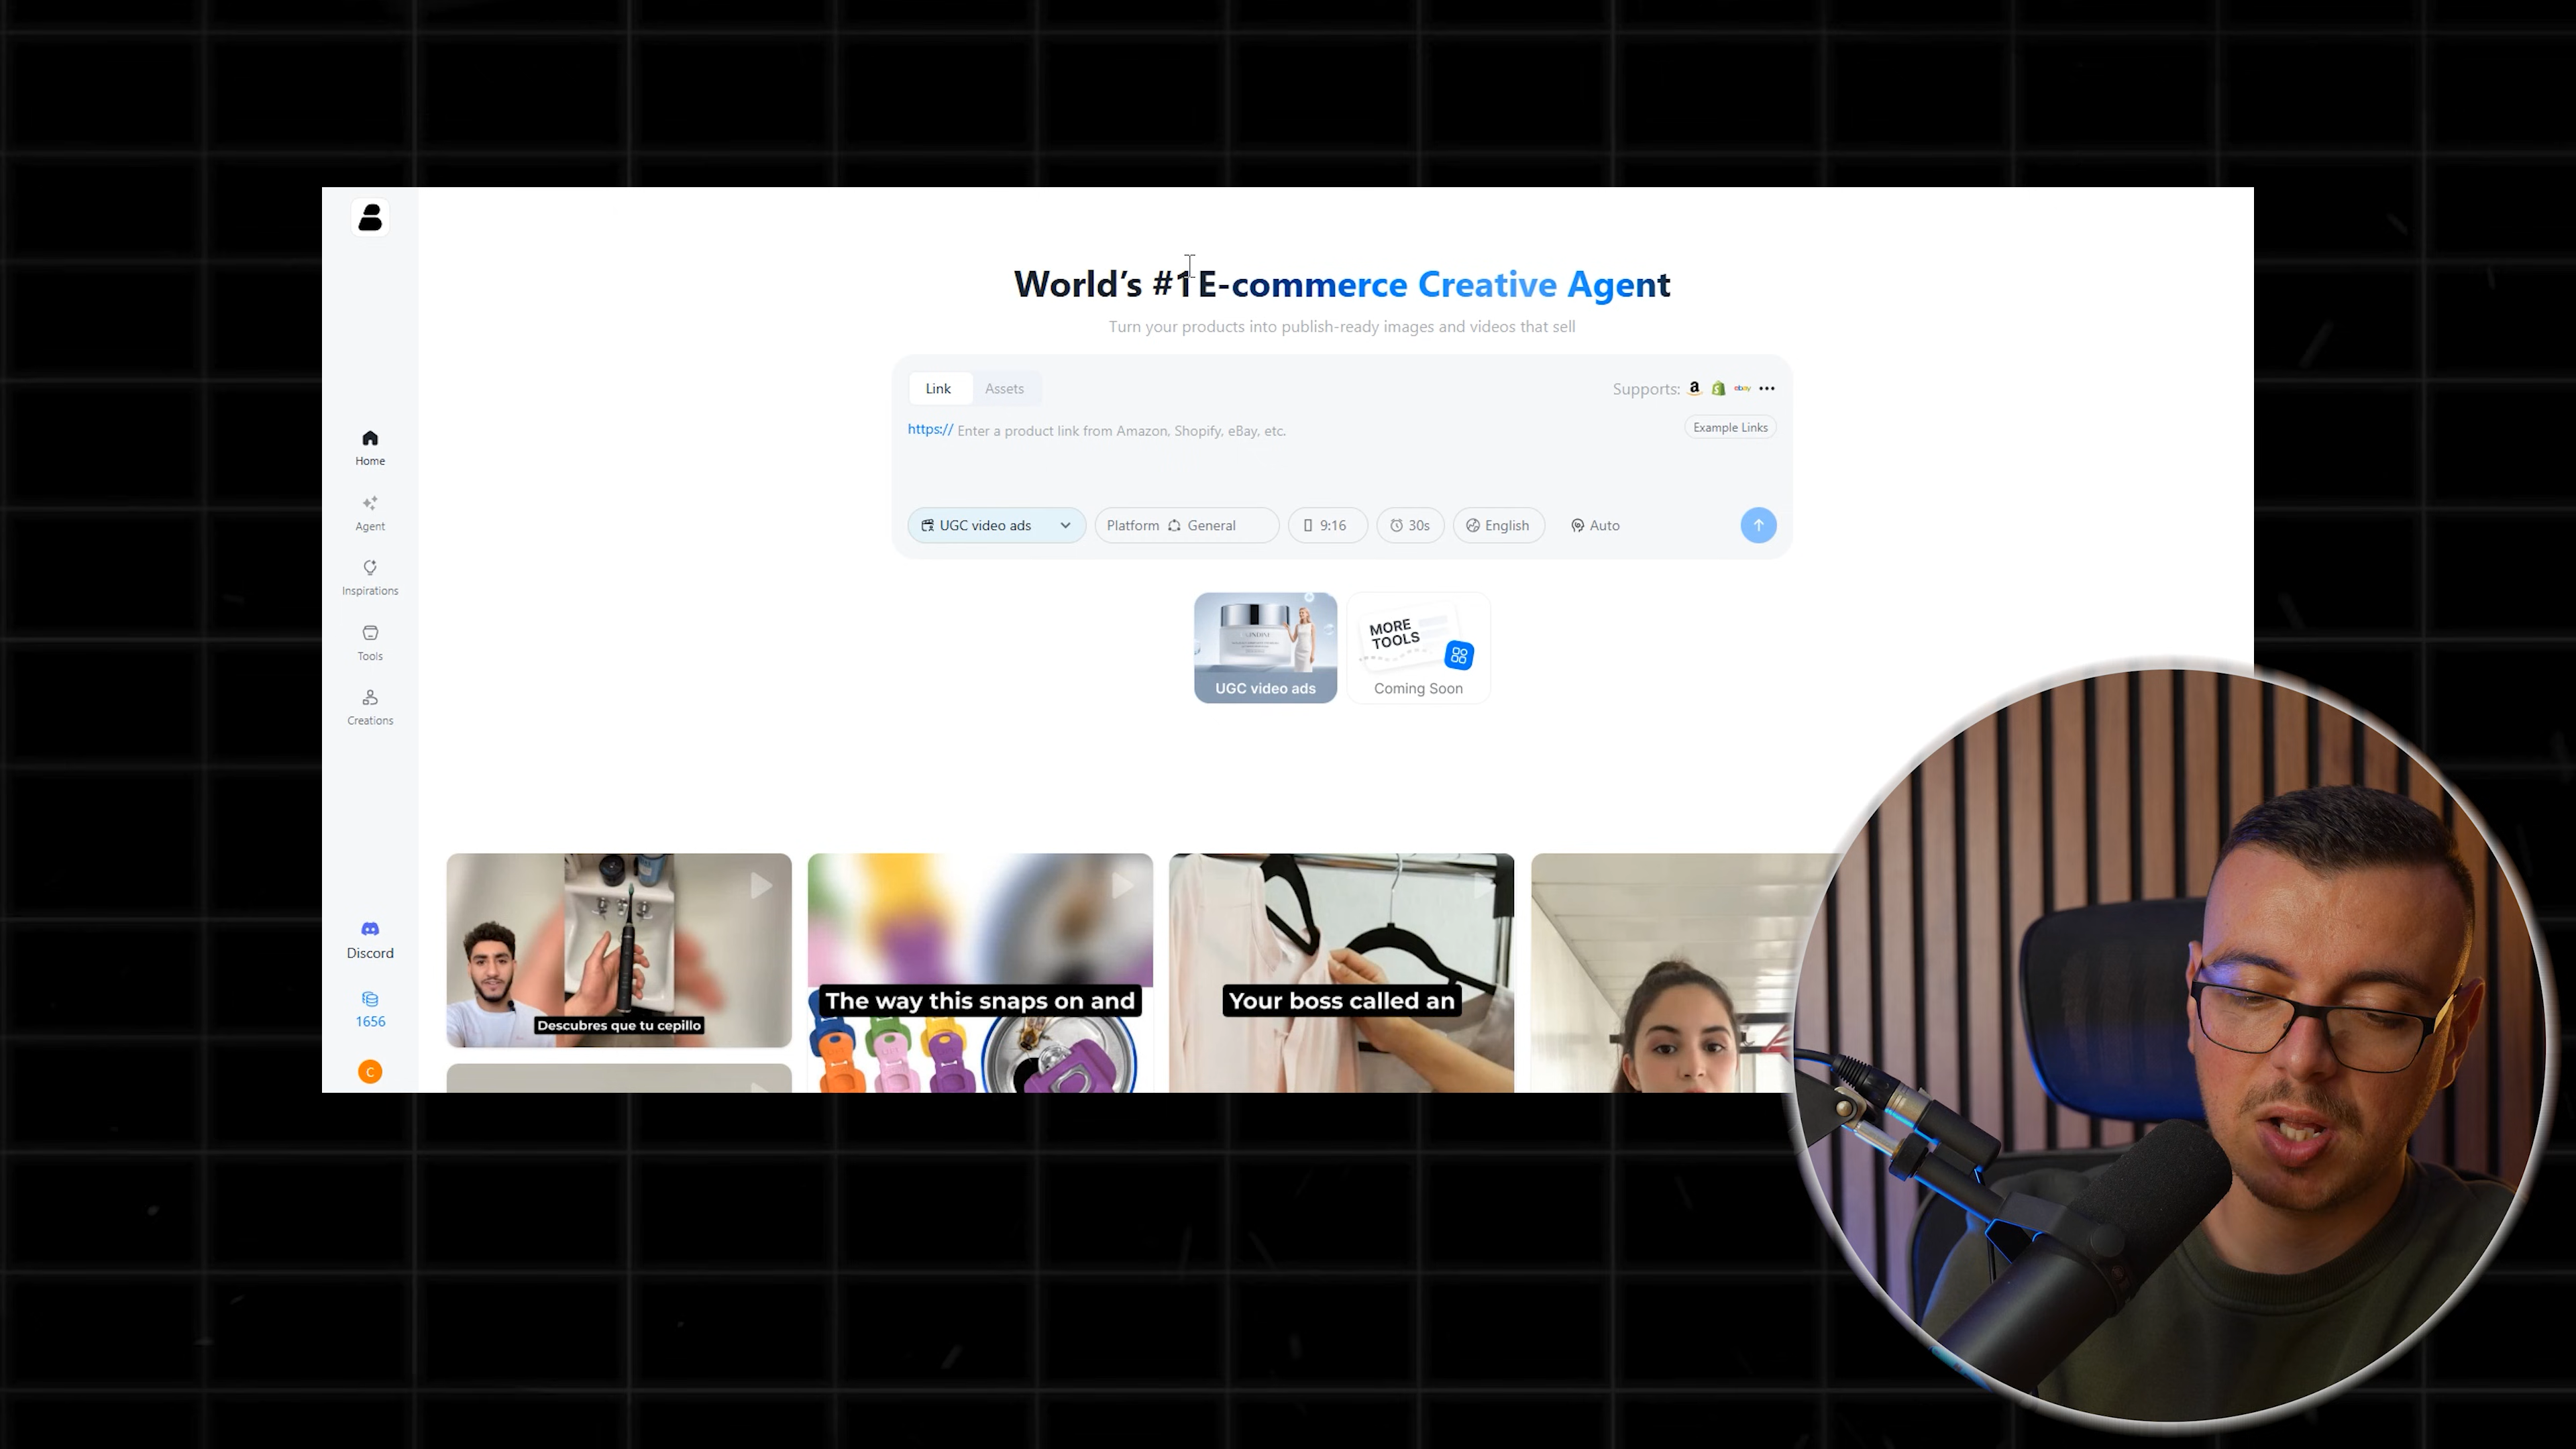 World's #1 E-commerce Creative Agent
Turn your products into publish-ready images and videos that sell
Link
Assets
Supports:
a
ebay
https:// Enter a product link from Amazon, Shopify, eBay, etc.
Example Links
UGC video ads
Platform
General
9:16
30s
English
Auto
Home
Agent
Inspirations
Tools
Creations
UGC video ads
MORE
TOOLS
Coming Soon
Descubres que tu cepillo
The way this snaps on and
Your boss called an
Discord
1656
C